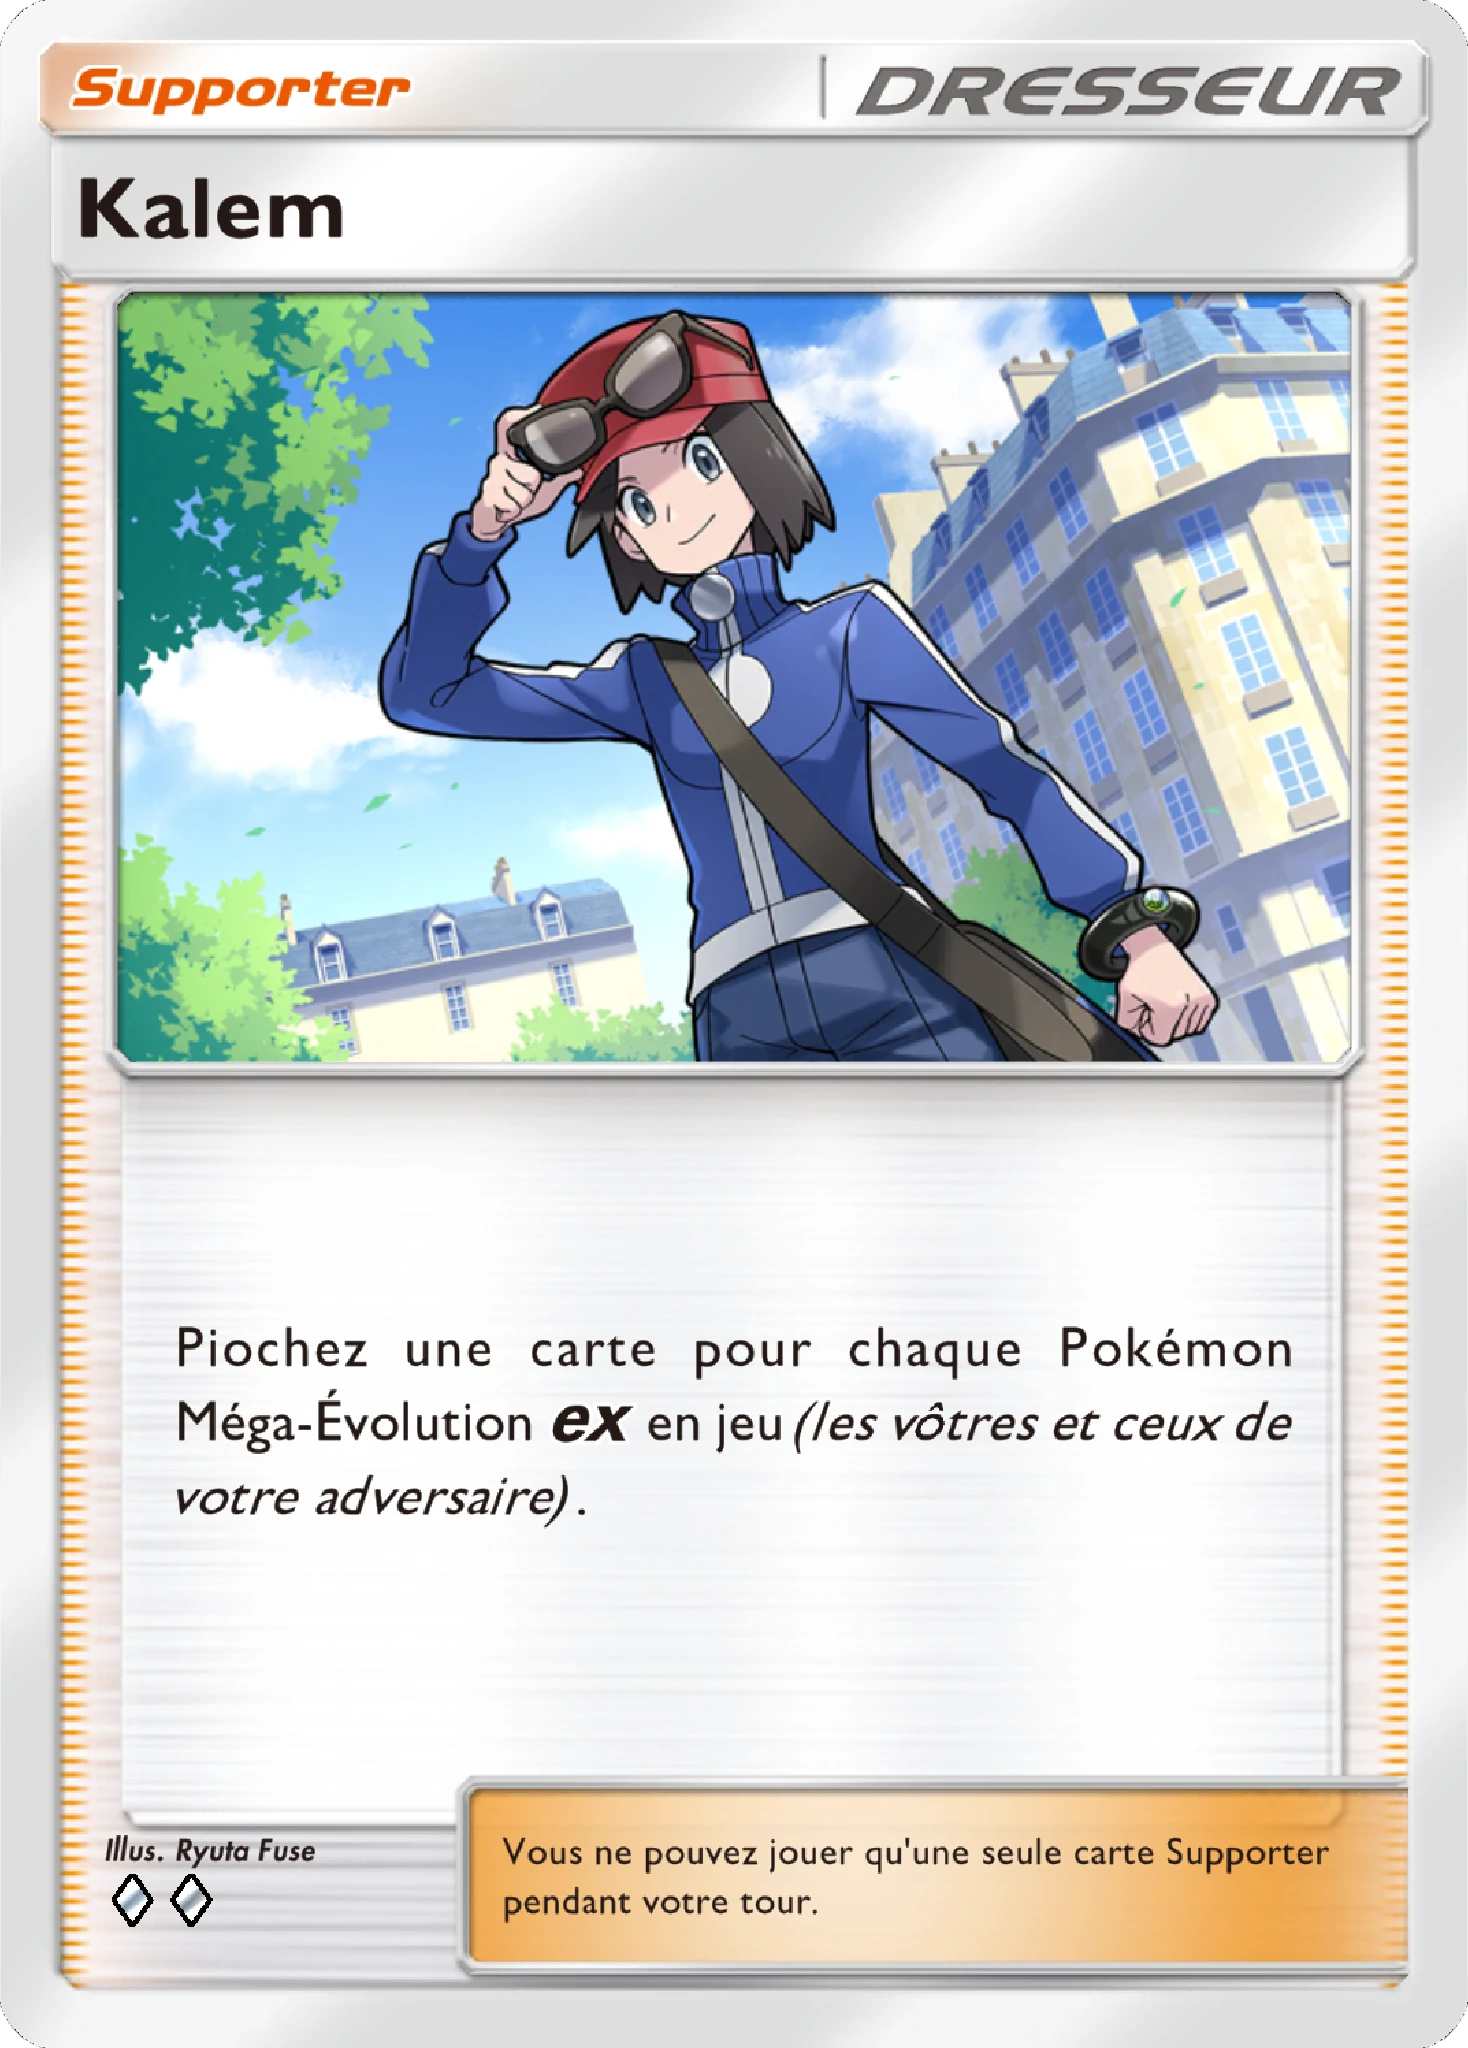 Supporter
DRESSEUR
Kalem
Piochez une carte pour chaque Pokémon
Méga-Évolution ex en jeu (les vôtres et ceux de
votre adversaire).
Illus. Ryuta Fuse
Vous ne pouvez jouer qu'une seule carte Supporter
pendant votre tour.